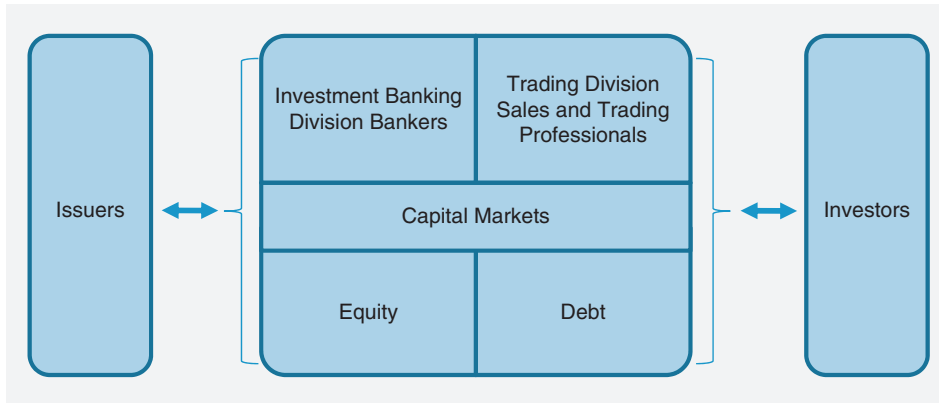 Issuers
Investment Banking
Division Bankers
Trading Division
Sales and Trading
Professionals
Capital Markets
Equity
Debt
Investors